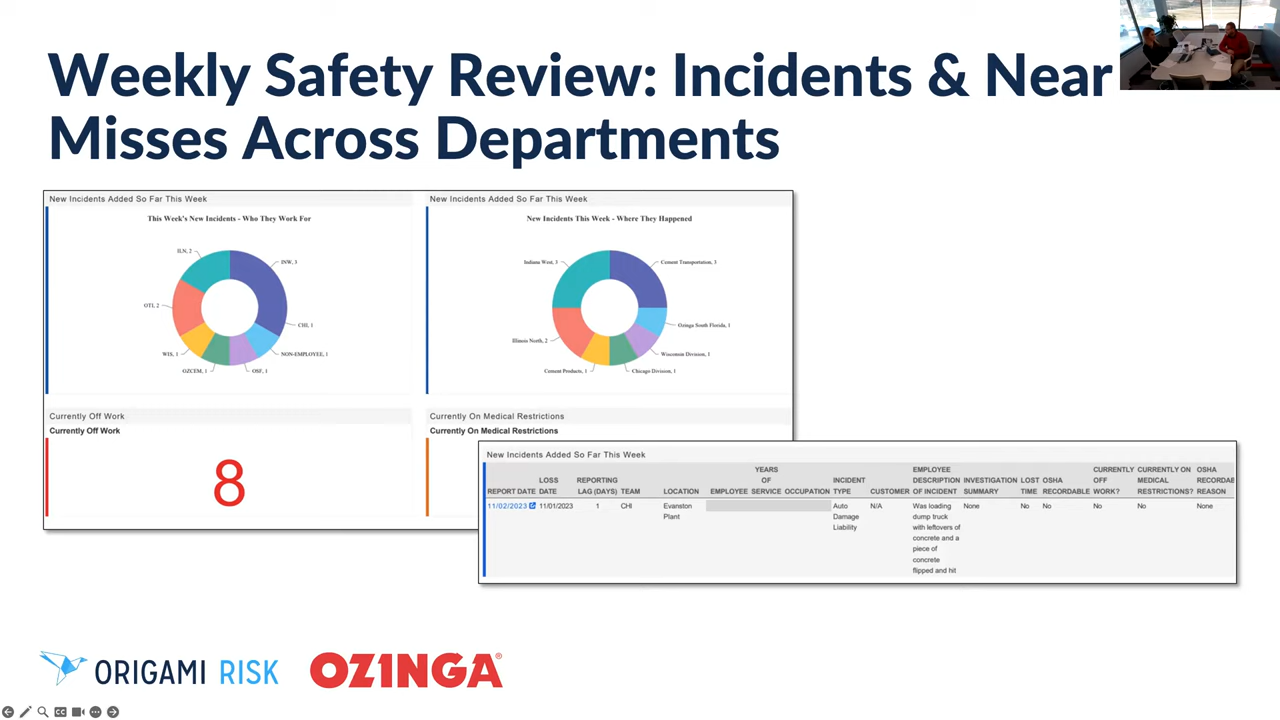 Weekly Safety Review: Incidents & Near
Misses Across Departments
New Incidents Added So Far This Week
This Week's New Incidents - Who They Work For
ILN, 2
INW, 3
OTI, 2
CHI, 1
WIS, 1
NON-EMPLOYEE, 1
OZCEM, 1
OSF, 1
New Incidents Added So Far This Week
New Incidents This Week - Where They Happened
Indiana West, 3
Cement Transportation, 3
Ozinga South Florida, 1
Illinois North, 2
Wisconsin Division, 1
Cement Products, 1
Chicago Division, 1
Currently Off Work
Currently Off Work
8
Currently On Medical Restrictions
Currently On Medical Restrictions
New Incidents Added So Far This Week
REPORT DATE
LOSS
DATE
REPORTING
LAG (DAYS)
TEAM
LOCATION
EMPLOYEE
YEARS
OF
SERVICE
OCCUPATION
INCIDENT
TYPE
CUSTOMER
EMPLOYEE
DESCRIPTION
OF INCIDENT
INVESTIGATION
SUMMARY
LOST
TIME
OSHA
RECORDABLE
CURRENTLY
OFF
WORK?
CURRENTLY ON
MEDICAL
RESTRICTIONS?
OSHA
RECORDABLE
REASON
11/02/2023
11/01/2023
1
CHI
Evanston
Plant
Auto
Damage
Liability
N/A
Was loading
dump truck
with leftovers of
concrete and a
piece of
concrete
flipped and hit
None
No
No
No
No
None
ORIGAMI RISK
OZINGA